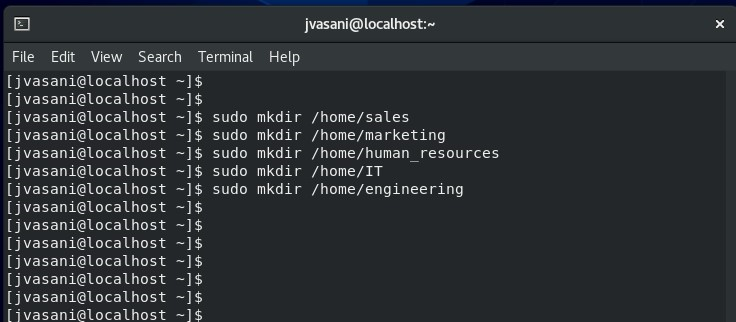 jvasani@localhost:~
File Edit View Search Terminal Help
[jvasani@localhost ~]$
[jvasani@localhost ~]$
[jvasani@localhost ~]$ sudo mkdir /home/sales
[jvasani@localhost ~]$ sudo mkdir /home/marketing
[jvasani@localhost ~]$ sudo mkdir /home/human_resources
[jvasani@localhost ~]$ sudo mkdir /home/IT
[jvasani@localhost ~]$ sudo mkdir /home/engineering
[jvasani@localhost ~]$
[jvasani@localhost ~]$
[jvasani@localhost ~]$
[jvasani@localhost ~]$
[jvasani@localhost ~]$
[jvasani@localhost ~]$
[jvasani@localhost ~]$